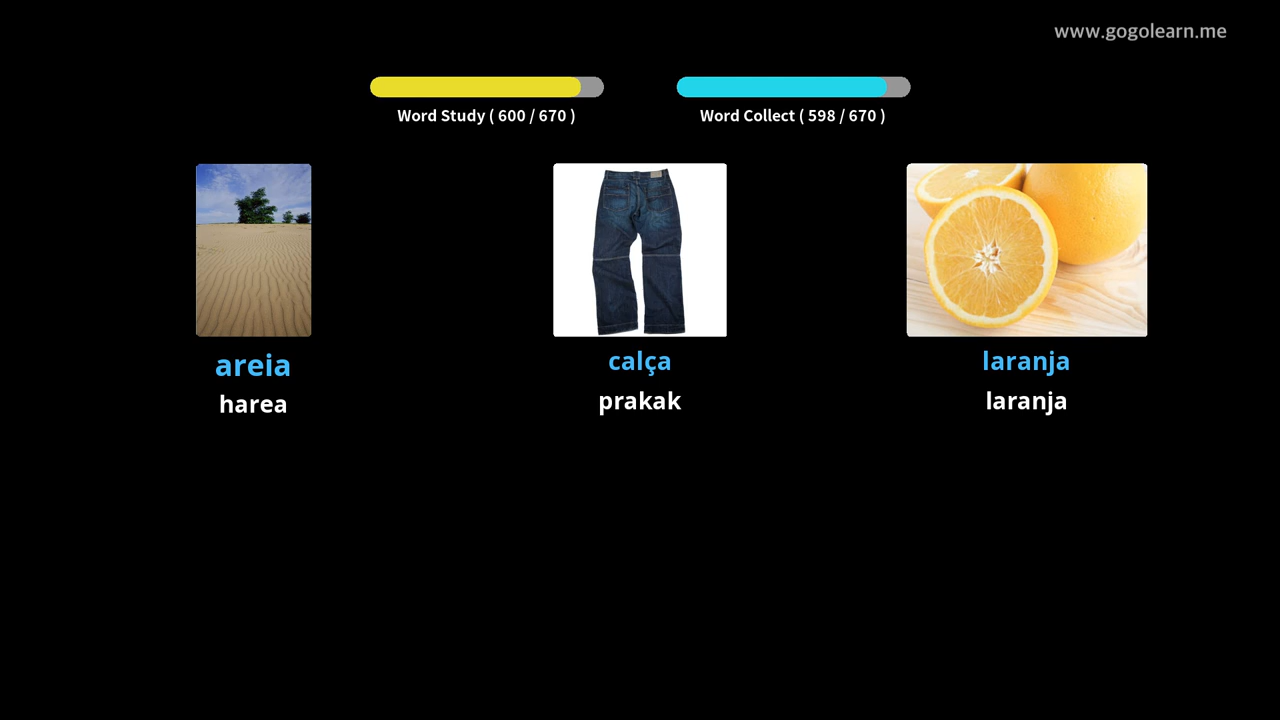 www.gogolearn.me
Word Study ( 600 / 670 )
Word Collect ( 598 / 670 )
areia
harea
calça
prakak
laranja
laranja